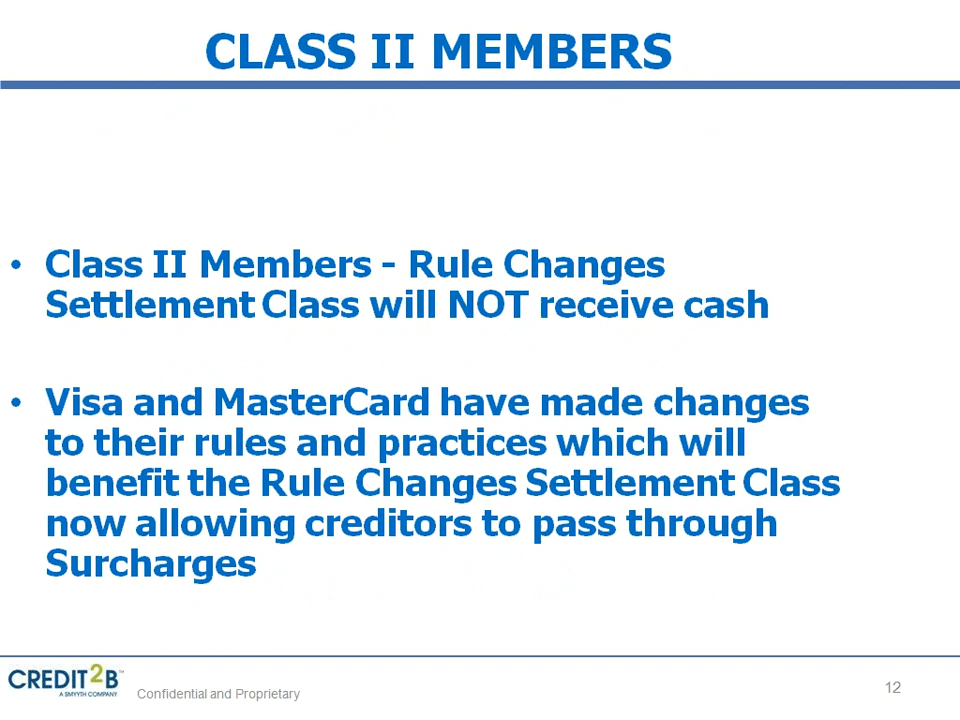 CLASS II MEMBERS
• Class II Members - Rule Changes
Settlement Class will NOT receive cash
• Visa and MasterCard have made changes
to their rules and practices which will
benefit the Rule Changes Settlement Class
now allowing creditors to pass through
Surcharges
CREDIT2B™
A SMYYTH COMPANY
Confidential and Proprietary
12